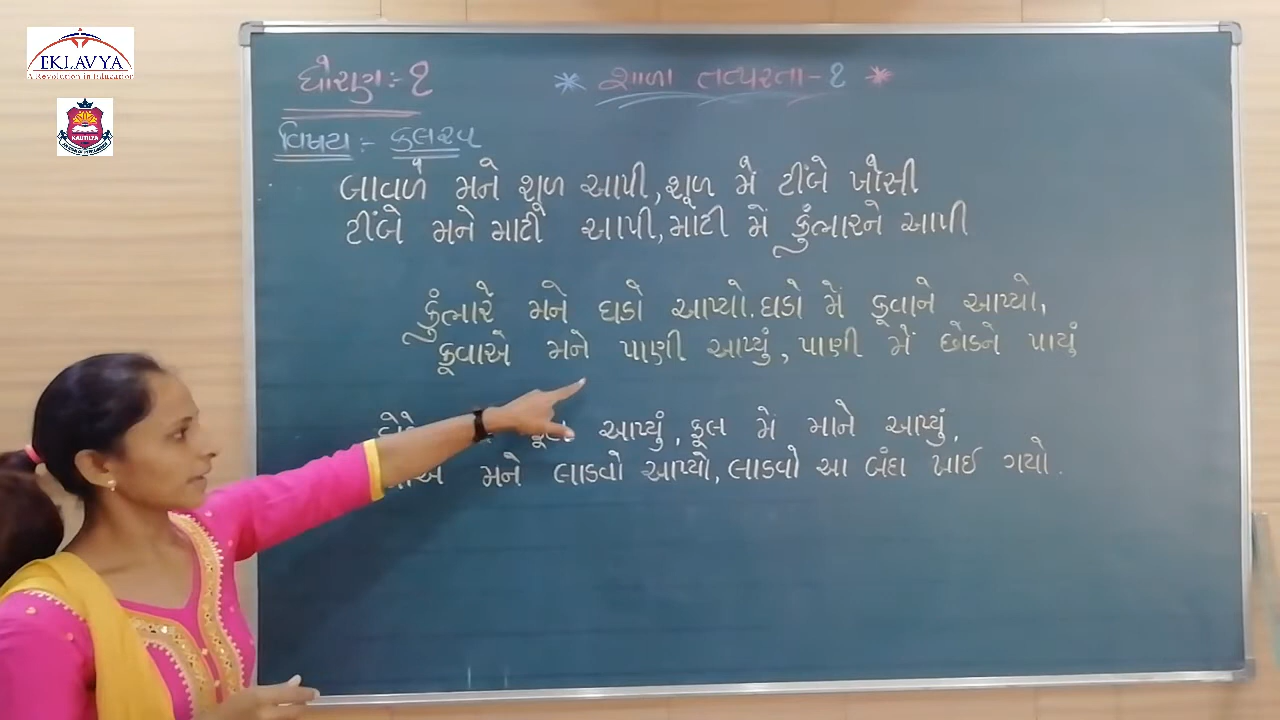 EKLAVYA
A Revolution in Education
KAUTILYA
ધોરણ :- ૧
* શાળા તત્પરતા - ૧ *
વિષય :- કલરવ
બાવળે મને શૂળ આપી, શૂળ મેં ટીંબે ખોસી
ટીંબે મને માટી આપી, માટી મેં કુંભારને આપી
કુંભારે મને ઘડો આપ્યો. ઘડો મેં કૂવાને આપ્યો,
કૂવાએ મને પાણી આપ્યું, પાણી મેં છોડને પાયું
ફૂલ આપ્યું, ફૂલ મેં માને આપ્યું,
મને લાડવો આપ્યો, લાડવો આ બંદા ખાઈ ગયો.